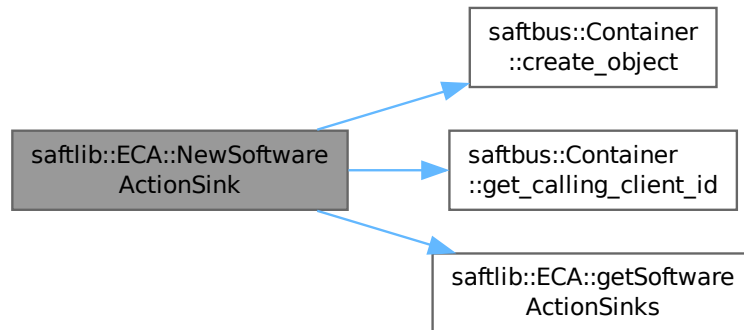 saftbus::Container
::create_object
saftlib::ECA::NewSoftware
ActionSink
saftbus::Container
::get_calling_client_id
saftlib::ECA::getSoftware
ActionSinks